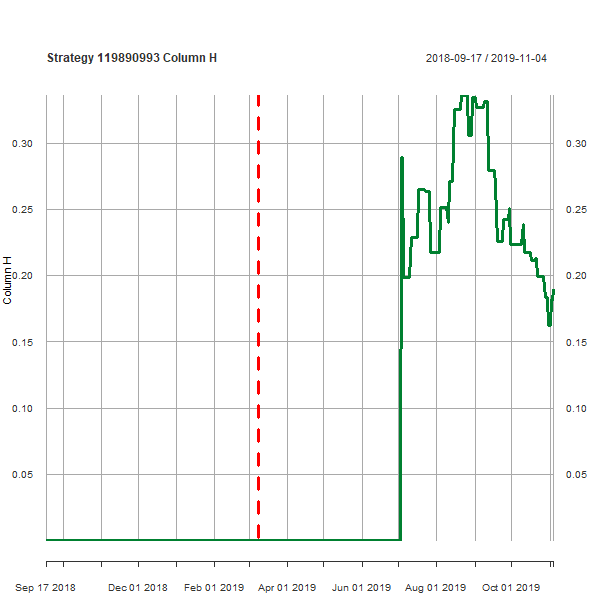 Strategy 119890993 Column H
2018-09-17 / 2019-11-04
Column H
0.30
0.25
0.20
0.15
0.10
0.05
0.30
0.25
0.20
0.15
0.10
0.05
Sep 17 2018
Dec 01 2018
Feb 01 2019
Apr 01 2019
Jun 01 2019
Aug 01 2019
Oct 01 2019